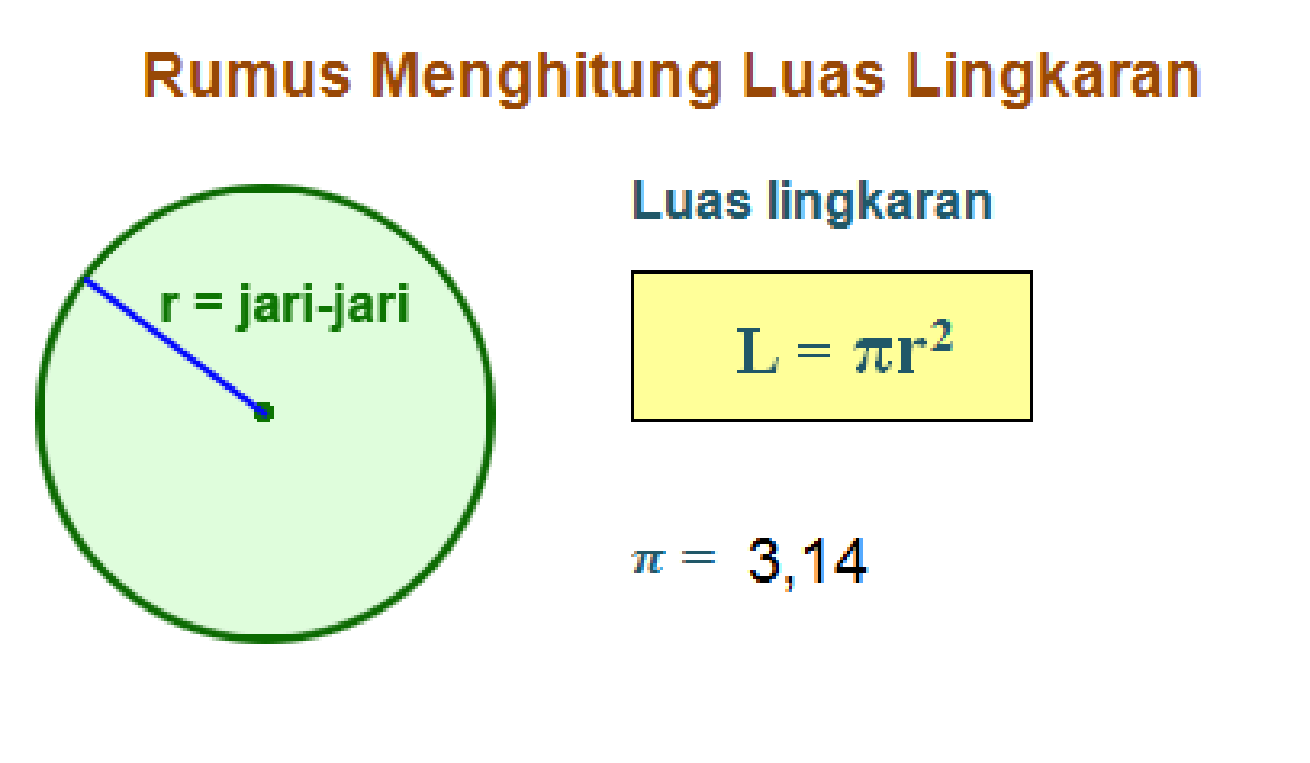 Rumus Menghitung Luas Lingkaran
Luas lingkaran
r = jari-jari
L = πr²
π = 3,14